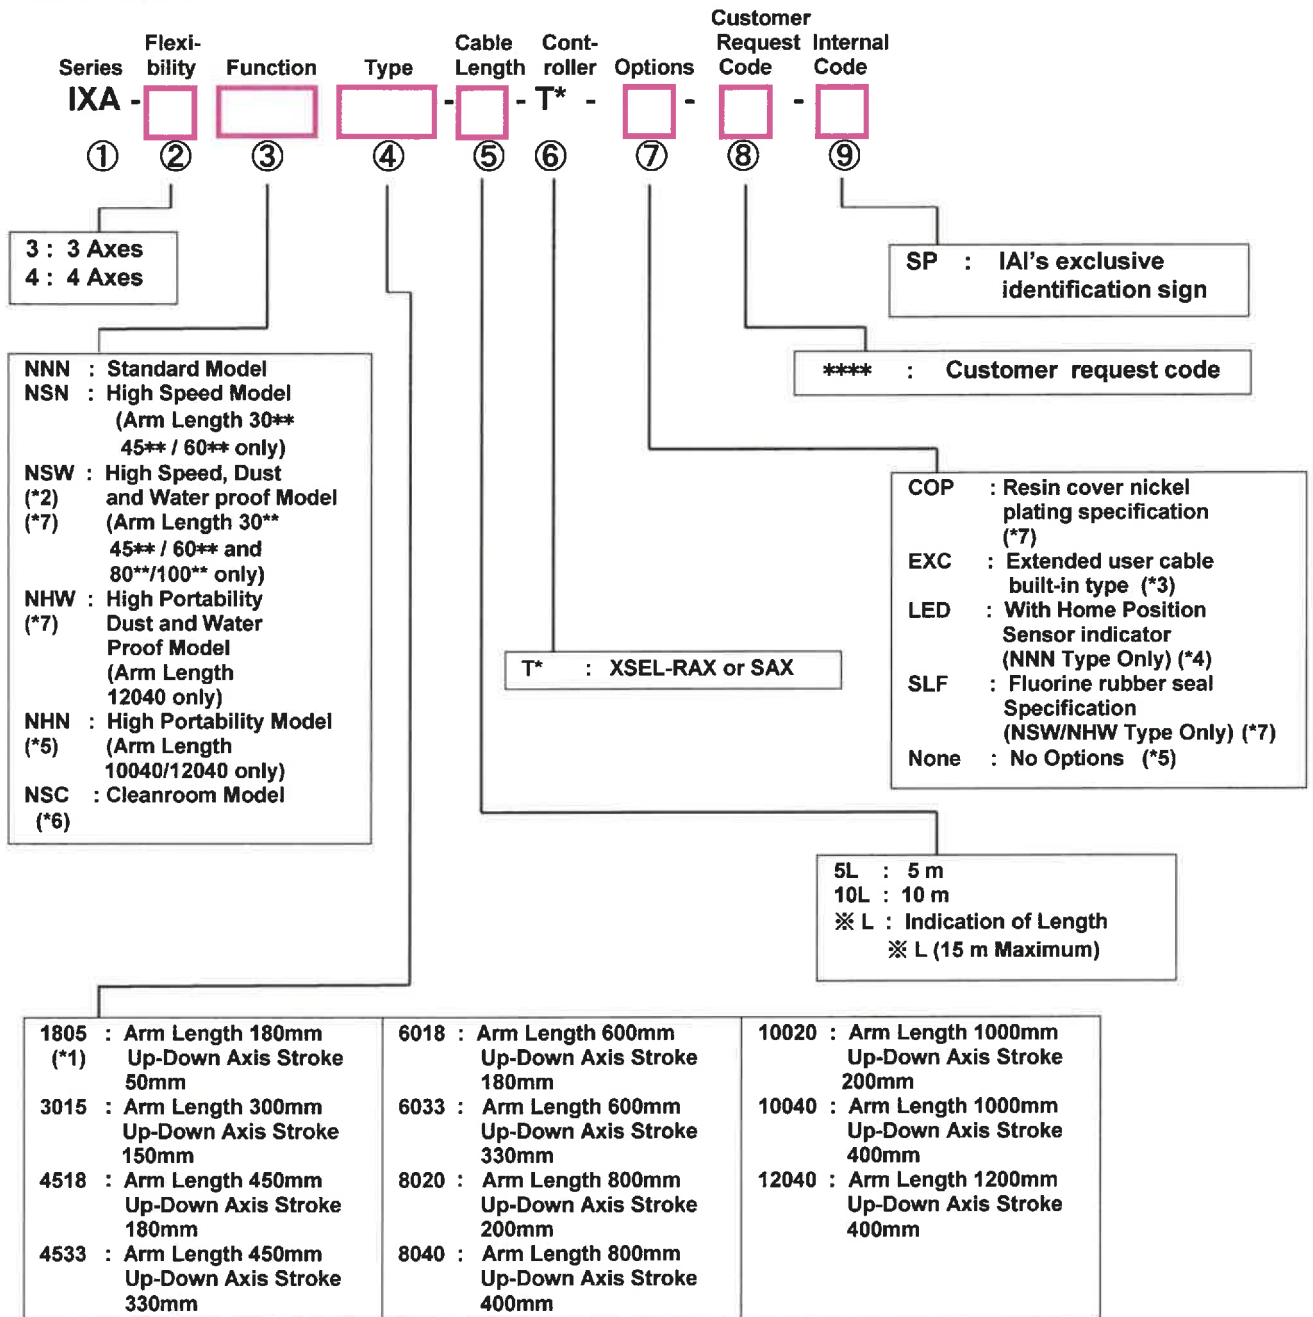 Series Flexi-bility Function Type Cable Length Cont-roller Options Customer Request Code Internal Code
IXA - - - T* - - -
① ② ③ ④ ⑤ ⑥ ⑦ ⑧ ⑨
3 : 3 Axes
4 : 4 Axes
SP : IAI's exclusive
identification sign
**** : Customer request code
NNN : Standard Model
NSN : High Speed Model
(Arm Length 30**
45** / 60** only)
NSW : High Speed, Dust
(*2) and Water proof Model
(*7) (Arm Length 30**
45** / 60** and
80**/100** only)
NHW : High Portability
(*7) Dust and Water
Proof Model
(Arm Length
12040 only)
NHN : High Portability Model
(*5) (Arm Length
10040/12040 only)
NSC : Cleanroom Model
(*6)
COP : Resin cover nickel
plating specification
(*7)
EXC : Extended user cable
built-in type (*3)
LED : With Home Position
Sensor indicator
(NNN Type Only) (*4)
SLF : Fluorine rubber seal
Specification
(NSW/NHW Type Only) (*7)
None : No Options (*5)
T* : XSEL-RAX or SAX
5L : 5 m
10L : 10 m
※ L : Indication of Length
※ L (15 m Maximum)
1805 : Arm Length 180mm
(*1) Up-Down Axis Stroke
50mm
3015 : Arm Length 300mm
Up-Down Axis Stroke
150mm
4518 : Arm Length 450mm
Up-Down Axis Stroke
180mm
4533 : Arm Length 450mm
Up-Down Axis Stroke
330mm
6018 : Arm Length 600mm
Up-Down Axis Stroke
180mm
6033 : Arm Length 600mm
Up-Down Axis Stroke
330mm
8020 : Arm Length 800mm
Up-Down Axis Stroke
200mm
8040 : Arm Length 800mm
Up-Down Axis Stroke
400mm
10020 : Arm Length 1000mm
Up-Down Axis Stroke
200mm
10040 : Arm Length 1000mm
Up-Down Axis Stroke
400mm
12040 : Arm Length 1200mm
Up-Down Axis Stroke
400mm